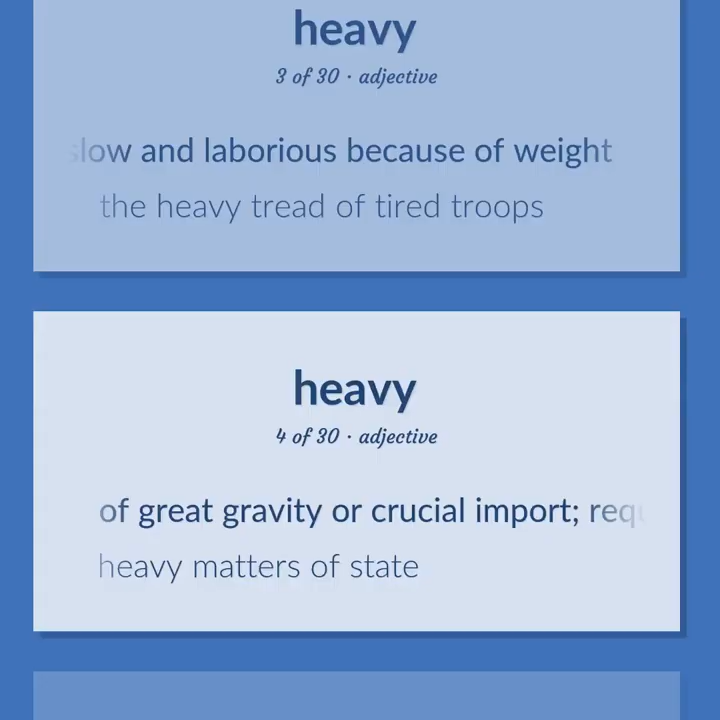 heavy
3 of 30 · adjective
slow and laborious because of weight
the heavy tread of tired troops
heavy
4 of 30 · adjective
of great gravity or crucial import;
heavy matters of state